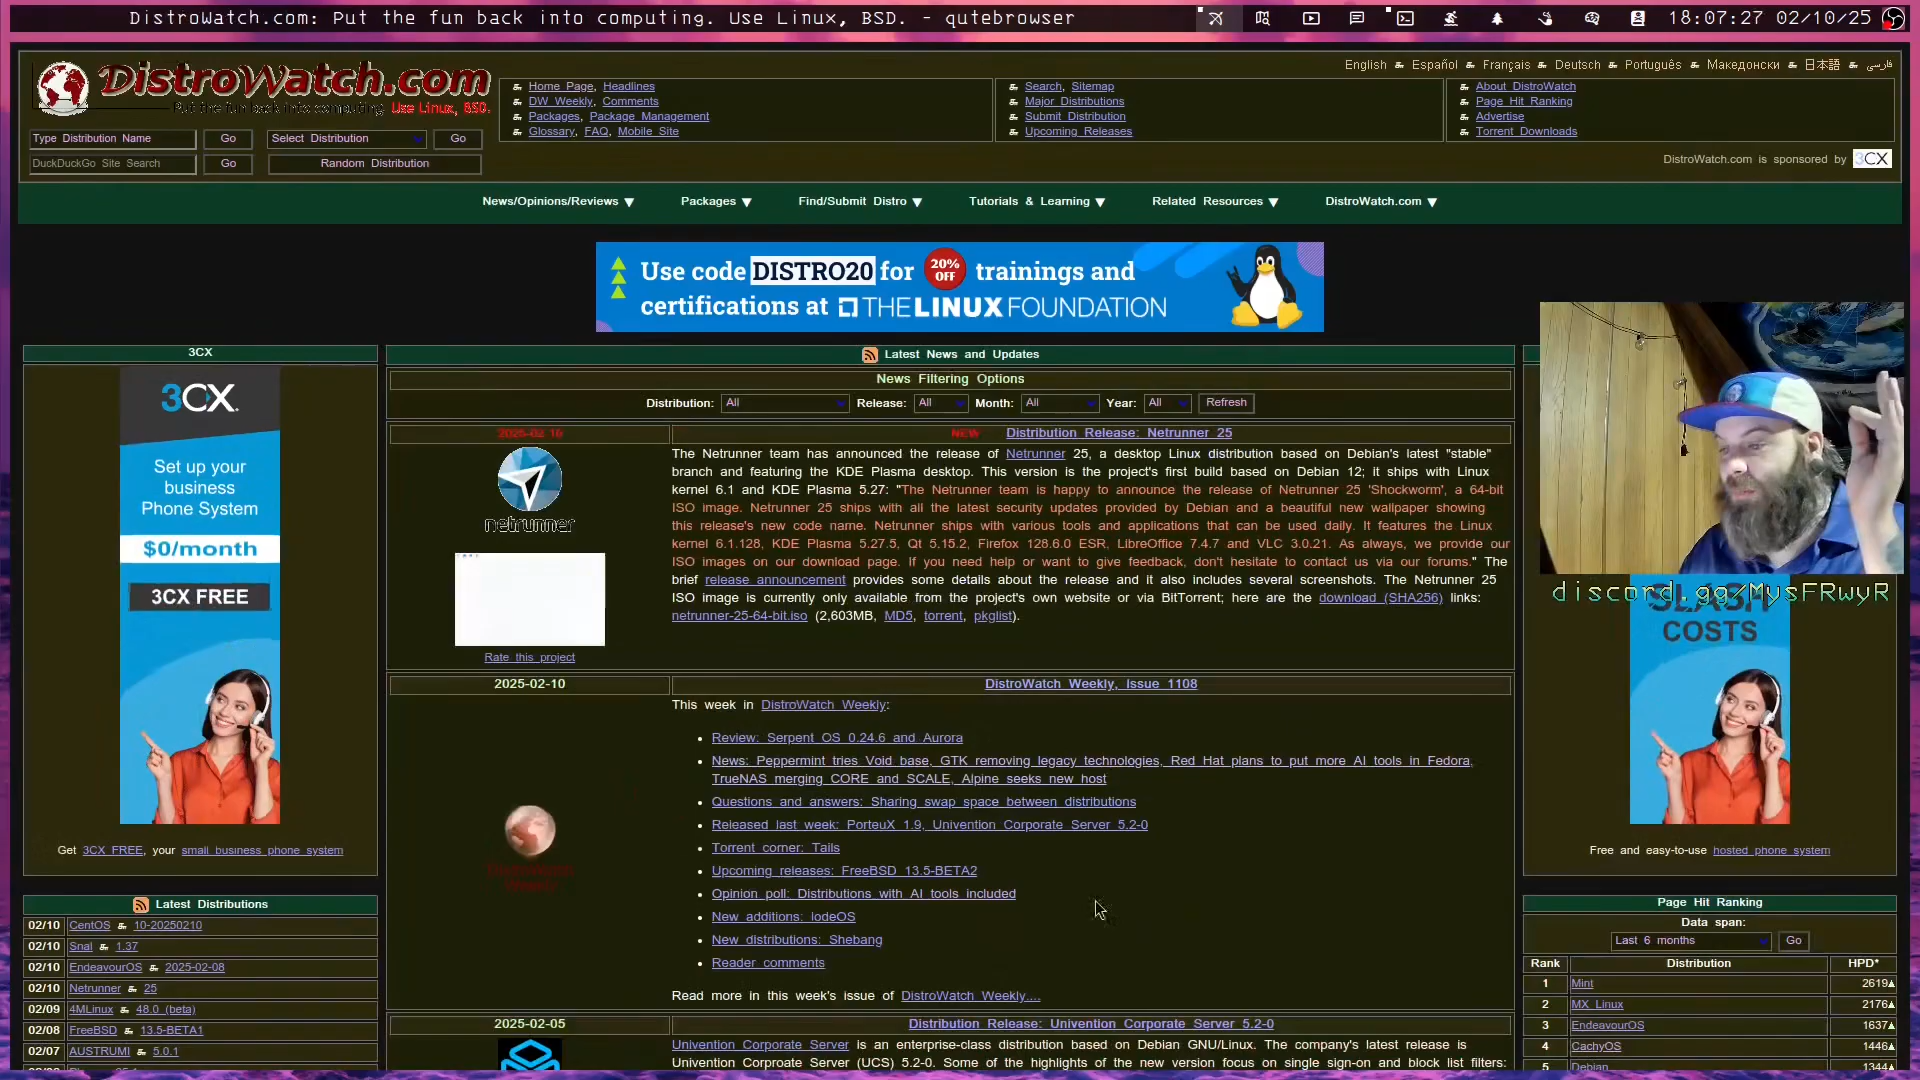 DistroWatch.com: Put the fun back into computing. Use Linux, BSD. - qutebrowser
18:07:27 02/10/25
English Español Français Deutsch Português Македонски 日本語 فارسی
DistroWatch.com
Put the fun back into computing. Use Linux, BSD.
Home Page, Headlines
DW Weekly, Comments
Packages, Package Management
Glossary, FAQ, Mobile Site
Search, Sitemap
Major Distributions
Submit Distribution
Upcoming Releases
About DistroWatch
Page Hit Ranking
Advertise
Torrent Downloads
Type Distribution Name Go Select Distribution Go
DuckDuckGo Site Search Go Random Distribution
DistroWatch.com is sponsored by 3CX
News/Opinions/Reviews ▼ Packages ▼ Find/Submit Distro ▼ Tutorials & Learning ▼ Related Resources ▼ DistroWatch.com ▼
Use code DISTRO20 for 20% OFF trainings and
certifications at THE LINUX FOUNDATION
3CX
3CX
Set up your
business
Phone System
$0/month
3CX FREE
Get 3CX FREE, your small business phone system
Latest News and Updates
News Filtering Options
Distribution: All Release: All Month: All Year: All Refresh
2025-02-10
NEW Distribution Release: Netrunner 25
netrunner
Rate this project
The Netrunner team has announced the release of Netrunner 25, a desktop Linux distribution based on Debian's latest "stable"
branch and featuring the KDE Plasma desktop. This version is the project's first build based on Debian 12; it ships with Linux
kernel 6.1 and KDE Plasma 5.27: "The Netrunner team is happy to announce the release of Netrunner 25 'Shockworm', a 64-bit
ISO image. Netrunner 25 ships with all the latest security updates provided by Debian and a beautiful new wallpaper showing
this release's new code name. Netrunner ships with various tools and applications that can be used daily. It features the Linux
kernel 6.1.128, KDE Plasma 5.27.5, Qt 5.15.2, Firefox 128.6.0 ESR, LibreOffice 7.4.7 and VLC 3.0.21. As always, we provide our
ISO images on our download page. If you need help or want to give feedback, don't hesitate to contact us via our forums." The
brief release announcement provides some details about the release and it also includes several screenshots. The Netrunner 25
ISO image is currently only available from the project's own website or via BitTorrent; here are the download (SHA256) links:
netrunner-25-64-bit.iso (2,603MB, MD5, torrent, pkglist).
2025-02-10
DistroWatch Weekly, Issue 1108
DistroWatch
Weekly
This week in DistroWatch Weekly:
• Review: Serpent OS 0.24.6 and Aurora
• News: Peppermint tries Void base, GTK removing legacy technologies, Red Hat plans to put more AI tools in Fedora,
TrueNAS merging CORE and SCALE, Alpine seeks new host
• Questions and answers: Sharing swap space between distributions
• Released last week: PorteuX 1.9, Univention Corporate Server 5.2-0
• Torrent corner: Tails
• Upcoming releases: FreeBSD 13.5-BETA2
• Opinion poll: Distributions with AI tools included
• New additions: IodeOS
• New distributions: Shebang
• Reader comments
Read more in this week's issue of DistroWatch Weekly....
2025-02-05
Distribution Release: Univention Corporate Server 5.2-0
Univention Corporate Server is an enterprise-class distribution based on Debian GNU/Linux. The company's latest release is
Univention Corproate Server (UCS) 5.2-0. Some of the highlights of the new version focus on single sign-on and block list filters:
Latest Distributions
02/10 CentOS 10-20250210
02/10 Snal 1.37
02/10 EndeavourOS 2025-02-08
02/10 Netrunner 25
02/09 4MLinux 48.0 (beta)
02/08 FreeBSD 13.5-BETA1
02/07 AUSTRUMI 5.0.1
discord.gg/MysFRwyR
SLASH
COSTS
Free and easy-to-use hosted phone system
Page Hit Ranking
Data span:
Last 6 months Go
Rank Distribution HPD*
1 Mint 2619▲
2 MX Linux 2176▲
3 EndeavourOS 1637▲
4 CachyOS 1446▲
5 Debian 1344▲